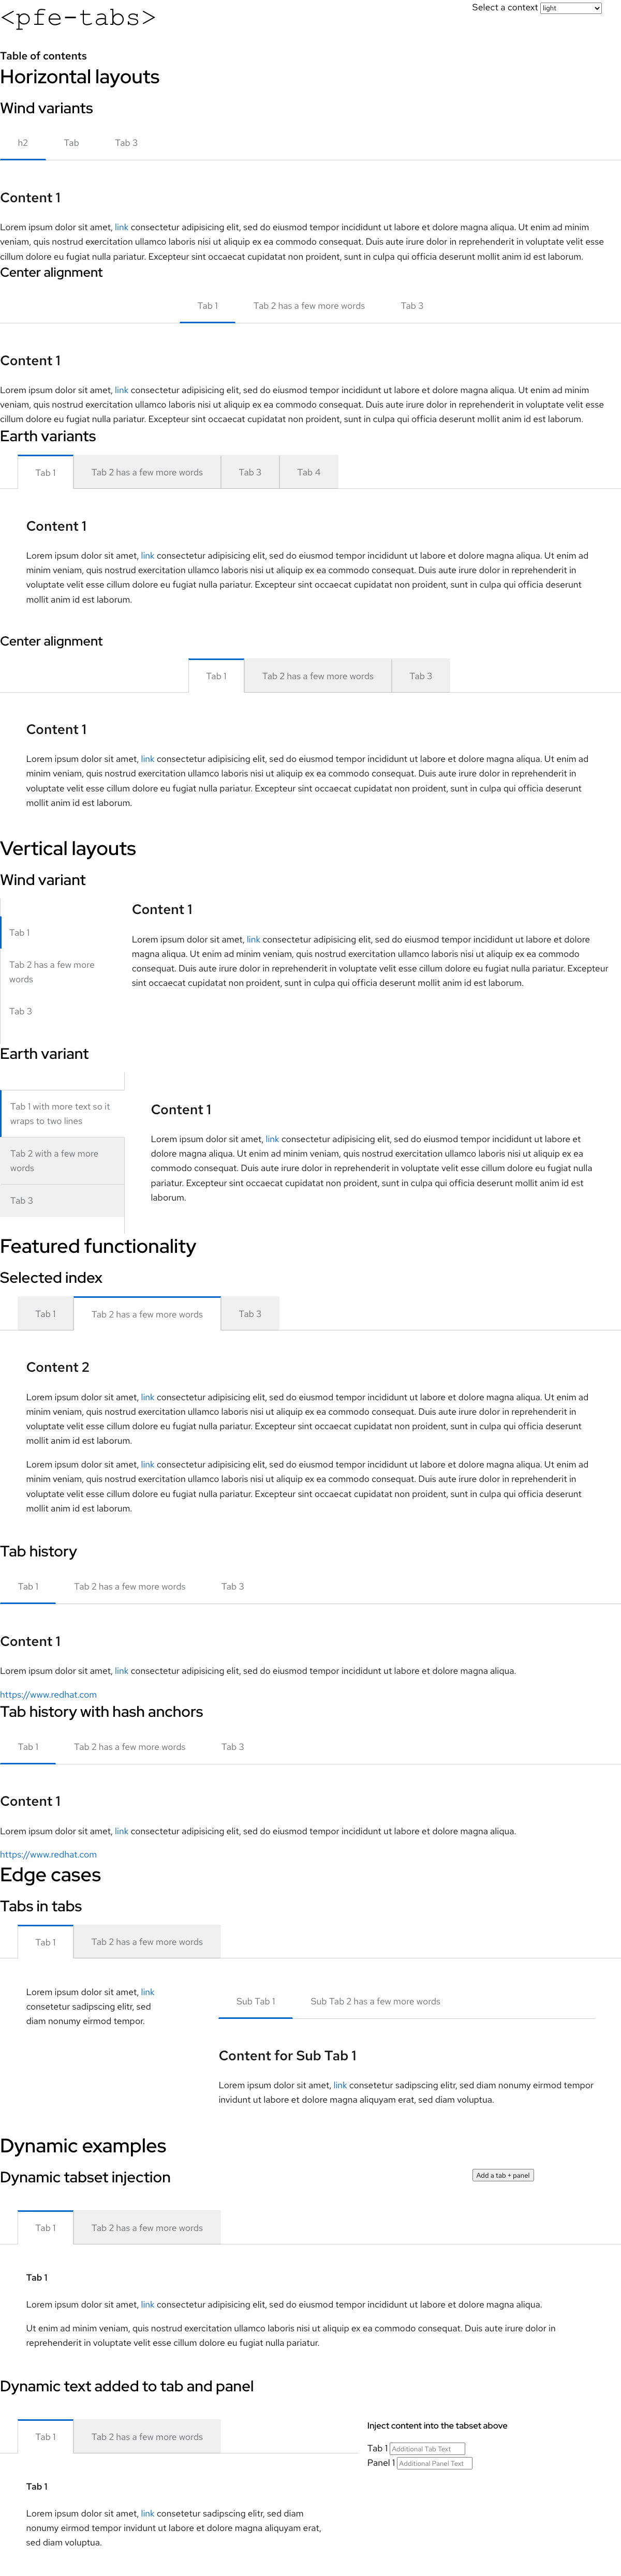 <pfe-tabs>
Select a context light
Table of contents
Horizontal layouts
Wind variants
h2 Tab Tab 3
Content 1
Lorem ipsum dolor sit amet, link consectetur adipisicing elit, sed do eiusmod tempor incididunt ut labore et dolore magna aliqua. Ut enim ad minim
veniam, quis nostrud exercitation ullamco laboris nisi ut aliquip ex ea commodo consequat. Duis aute irure dolor in reprehenderit in voluptate velit esse
cillum dolore eu fugiat nulla pariatur. Excepteur sint occaecat cupidatat non proident, sunt in culpa qui officia deserunt mollit anim id est laborum.
Center alignment
Tab 1 Tab 2 has a few more words Tab 3
Content 1
Lorem ipsum dolor sit amet, link consectetur adipisicing elit, sed do eiusmod tempor incididunt ut labore et dolore magna aliqua. Ut enim ad minim
veniam, quis nostrud exercitation ullamco laboris nisi ut aliquip ex ea commodo consequat. Duis aute irure dolor in reprehenderit in voluptate velit esse
cillum dolore eu fugiat nulla pariatur. Excepteur sint occaecat cupidatat non proident, sunt in culpa qui officia deserunt mollit anim id est laborum.
Earth variants
Tab 1 Tab 2 has a few more words Tab 3 Tab 4
Content 1
Lorem ipsum dolor sit amet, link consectetur adipisicing elit, sed do eiusmod tempor incididunt ut labore et dolore magna aliqua. Ut enim ad
minim veniam, quis nostrud exercitation ullamco laboris nisi ut aliquip ex ea commodo consequat. Duis aute irure dolor in reprehenderit in
voluptate velit esse cillum dolore eu fugiat nulla pariatur. Excepteur sint occaecat cupidatat non proident, sunt in culpa qui officia deserunt
mollit anim id est laborum.
Center alignment
Tab 1 Tab 2 has a few more words Tab 3
Content 1
Lorem ipsum dolor sit amet, link consectetur adipisicing elit, sed do eiusmod tempor incididunt ut labore et dolore magna aliqua. Ut enim ad
minim veniam, quis nostrud exercitation ullamco laboris nisi ut aliquip ex ea commodo consequat. Duis aute irure dolor in reprehenderit in
voluptate velit esse cillum dolore eu fugiat nulla pariatur. Excepteur sint occaecat cupidatat non proident, sunt in culpa qui officia deserunt
mollit anim id est laborum.
Vertical layouts
Wind variant
Tab 1
Tab 2 has a few more
words
Tab 3
Content 1
Lorem ipsum dolor sit amet, link consectetur adipisicing elit, sed do eiusmod tempor incididunt ut labore et dolore
magna aliqua. Ut enim ad minim veniam, quis nostrud exercitation ullamco laboris nisi ut aliquip ex ea commodo
consequat. Duis aute irure dolor in reprehenderit in voluptate velit esse cillum dolore eu fugiat nulla pariatur. Excepteur
sint occaecat cupidatat non proident, sunt in culpa qui officia deserunt mollit anim id est laborum.
Earth variant
Tab 1 with more text so it
wraps to two lines
Tab 2 with a few more
words
Tab 3
Content 1
Lorem ipsum dolor sit amet, link consectetur adipisicing elit, sed do eiusmod tempor incididunt ut labore et
dolore magna aliqua. Ut enim ad minim veniam, quis nostrud exercitation ullamco laboris nisi ut aliquip ex ea
commodo consequat. Duis aute irure dolor in reprehenderit in voluptate velit esse cillum dolore eu fugiat nulla
pariatur. Excepteur sint occaecat cupidatat non proident, sunt in culpa qui officia deserunt mollit anim id est
laborum.
Featured functionality
Selected index
Tab 1 Tab 2 has a few more words Tab 3
Content 2
Lorem ipsum dolor sit amet, link consectetur adipisicing elit, sed do eiusmod tempor incididunt ut labore et dolore magna aliqua. Ut enim ad
minim veniam, quis nostrud exercitation ullamco laboris nisi ut aliquip ex ea commodo consequat. Duis aute irure dolor in reprehenderit in
voluptate velit esse cillum dolore eu fugiat nulla pariatur. Excepteur sint occaecat cupidatat non proident, sunt in culpa qui officia deserunt
mollit anim id est laborum.
Lorem ipsum dolor sit amet, link consectetur adipisicing elit, sed do eiusmod tempor incididunt ut labore et dolore magna aliqua. Ut enim ad
minim veniam, quis nostrud exercitation ullamco laboris nisi ut aliquip ex ea commodo consequat. Duis aute irure dolor in reprehenderit in
voluptate velit esse cillum dolore eu fugiat nulla pariatur. Excepteur sint occaecat cupidatat non proident, sunt in culpa qui officia deserunt
mollit anim id est laborum.
Tab history
Tab 1 Tab 2 has a few more words Tab 3
Content 1
Lorem ipsum dolor sit amet, link consectetur adipisicing elit, sed do eiusmod tempor incididunt ut labore et dolore magna aliqua.
https://www.redhat.com
Tab history with hash anchors
Tab 1 Tab 2 has a few more words Tab 3
Content 1
Lorem ipsum dolor sit amet, link consectetur adipisicing elit, sed do eiusmod tempor incididunt ut labore et dolore magna aliqua.
https://www.redhat.com
Edge cases
Tabs in tabs
Tab 1 Tab 2 has a few more words
Lorem ipsum dolor sit amet, link
consetetur sadipscing elitr, sed
diam nonumy eirmod tempor.
Sub Tab 1 Sub Tab 2 has a few more words
Content for Sub Tab 1
Lorem ipsum dolor sit amet, link consetetur sadipscing elitr, sed diam nonumy eirmod tempor
invidunt ut labore et dolore magna aliquyam erat, sed diam voluptua.
Dynamic examples
Dynamic tabset injection
Add a tab + panel
Tab 1 Tab 2 has a few more words
Tab 1
Lorem ipsum dolor sit amet, link consectetur adipisicing elit, sed do eiusmod tempor incididunt ut labore et dolore magna aliqua.
Ut enim ad minim veniam, quis nostrud exercitation ullamco laboris nisi ut aliquip ex ea commodo consequat. Duis aute irure dolor in
reprehenderit in voluptate velit esse cillum dolore eu fugiat nulla pariatur.
Dynamic text added to tab and panel
Tab 1 Tab 2 has a few more words
Tab 1
Lorem ipsum dolor sit amet, link consetetur sadipscing elitr, sed diam
nonumy eirmod tempor invidunt ut labore et dolore magna aliquyam erat,
sed diam voluptua.
Inject content into the tabset above
Tab 1 Additional Tab Text
Panel 1 Additional Panel Text